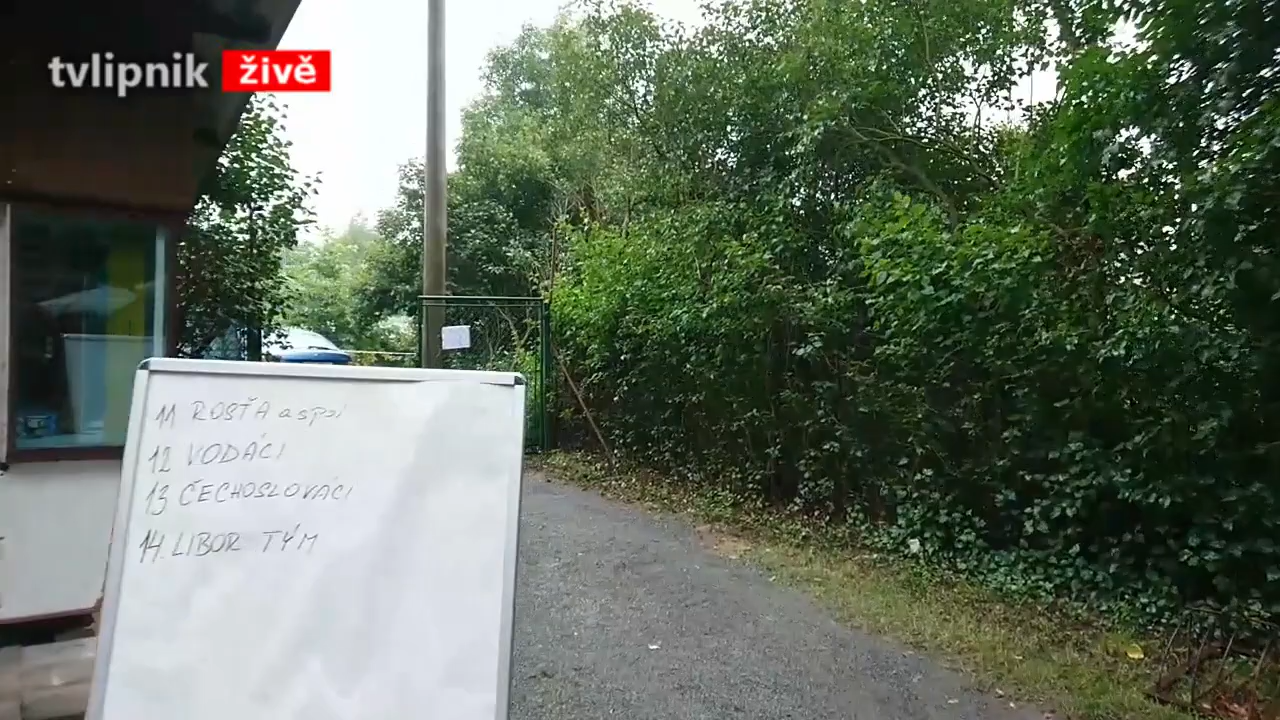 tvlipnik živě
11 ROSŤA a spol
12 VODÁCI
13 ČECHOSLOVÁCI
14. LIBOR TÝM